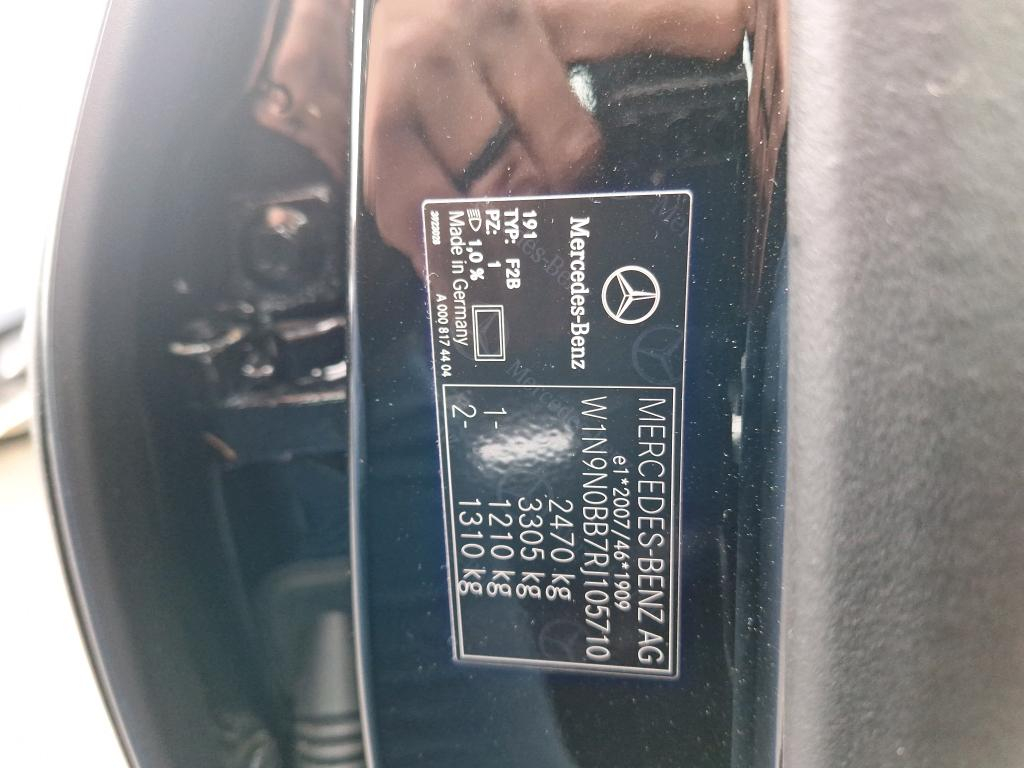 Mercedes-Benz
191
TYP: F2B
PZ: 1
1,0 %
Made in Germany
3972805
A 000 817 44 04
MERCEDES-BENZ AG
e1*2007/46*1909
W1N9N0BB7RJ105710
2470 kg
3305 kg
1- 1210 kg
2- 1310 kg